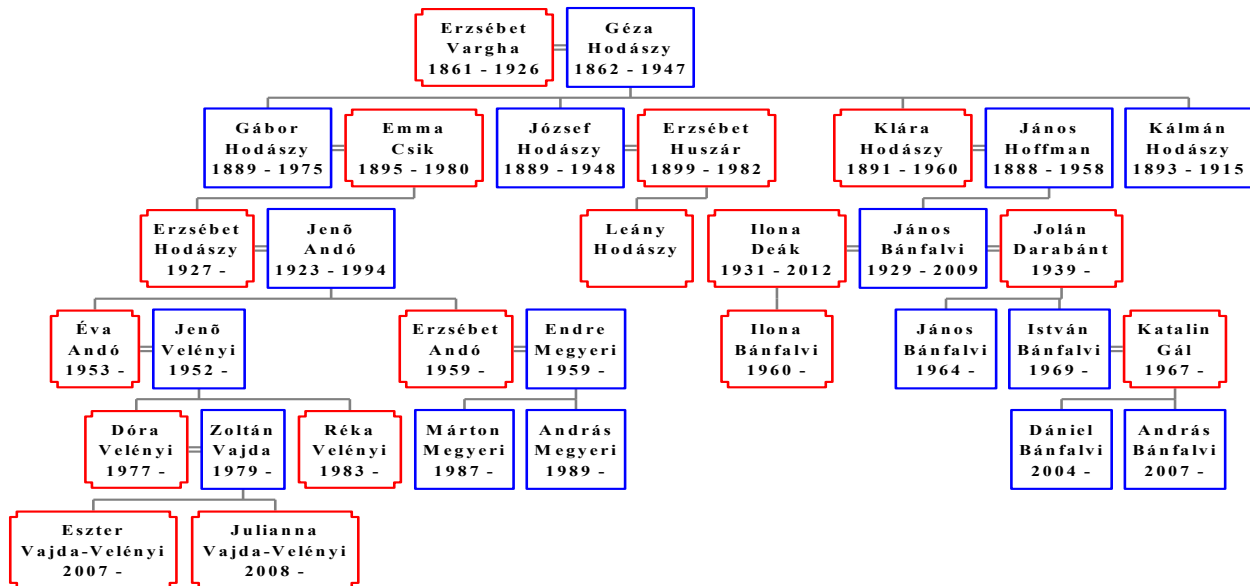 Erzsébet
Vargha
1861 - 1926
Géza
Hodászy
1862 - 1947
Gábor
Hodászy
1889 - 1975
Emma
Csik
1895 - 1980
József
Hodászy
1889 - 1948
Erzsébet
Huszár
1899 - 1982
Klára
Hodászy
1891 - 1960
János
Hoffman
1888 - 1958
Kálmán
Hodászy
1893 - 1915
Erzsébet
Hodászy
1927 -
Jenõ
Andó
1923 - 1994
Leány
Hodászy
Ilona
Deák
1931 - 2012
János
Bánfalvi
1929 - 2009
Jolán
Darabánt
1939 -
Éva
Andó
1953 -
Jenõ
Velényi
1952 -
Erzsébet
Andó
1959 -
Endre
Megyeri
1959 -
Ilona
Bánfalvi
1960 -
János
Bánfalvi
1964 -
István
Bánfalvi
1969 -
Katalin
Gál
1967 -
Dóra
Velényi
1977 -
Zoltán
Vajda
1979 -
Réka
Velényi
1983 -
Márton
Megyeri
1987 -
András
Megyeri
1989 -
Dániel
Bánfalvi
2004 -
András
Bánfalvi
2007 -
Eszter
Vajda-Velényi
2007 -
Julianna
Vajda-Velényi
2008 -